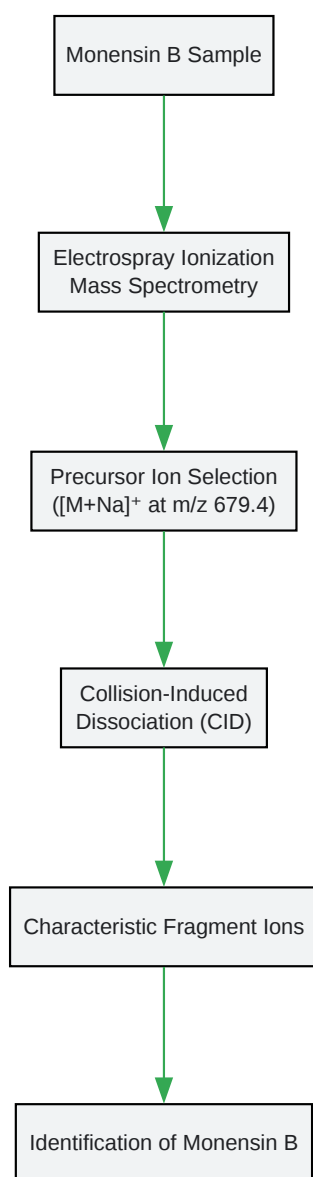 Monensin B Sample
Electrospray Ionization
Mass Spectrometry
Precursor Ion Selection
([M+Na]⁺ at m/z 679.4)
Collision-Induced
Dissociation (CID)
Characteristic Fragment Ions
Identification of Monensin B